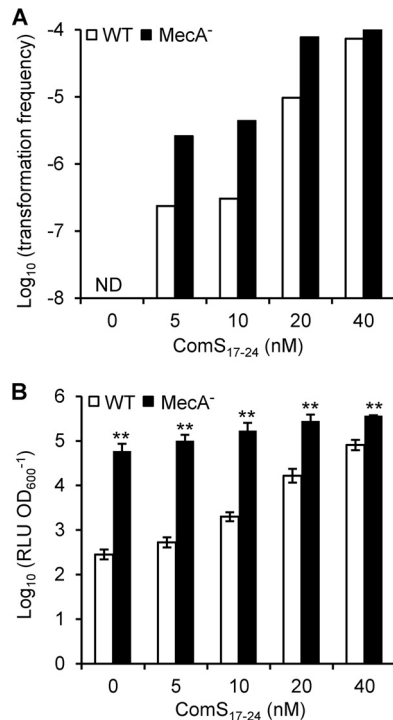 A
WT MecA-
Log10 (transformation frequency)
-4
-5
-6
-7
-8
ND
0 5 10 20 40
ComS17-24 (nM)
B
WT MecA-
Log10 (RLU OD600-1)
6
5
4
3
2
1
0
** ** ** ** **
0 5 10 20 40
ComS17-24 (nM)